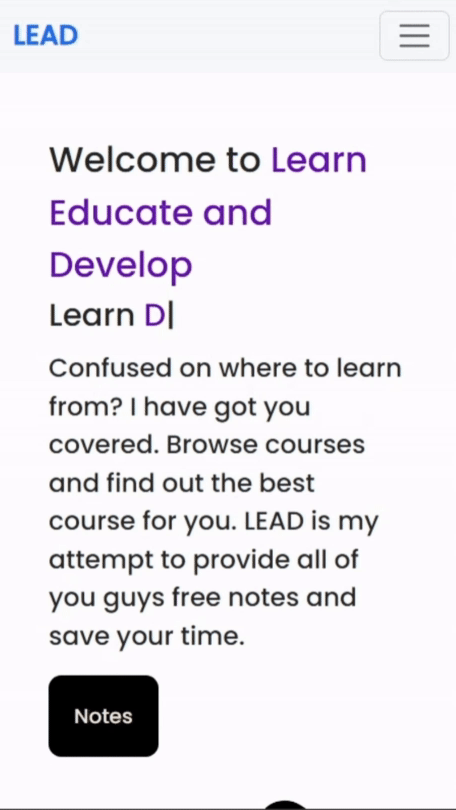 LEAD
Welcome to Learn
Educate and
Develop
Learn D|
Confused on where to learn
from? I have got you
covered. Browse courses
and find out the best
course for you. LEAD is my
attempt to provide all of
you guys free notes and
save your time.
Notes